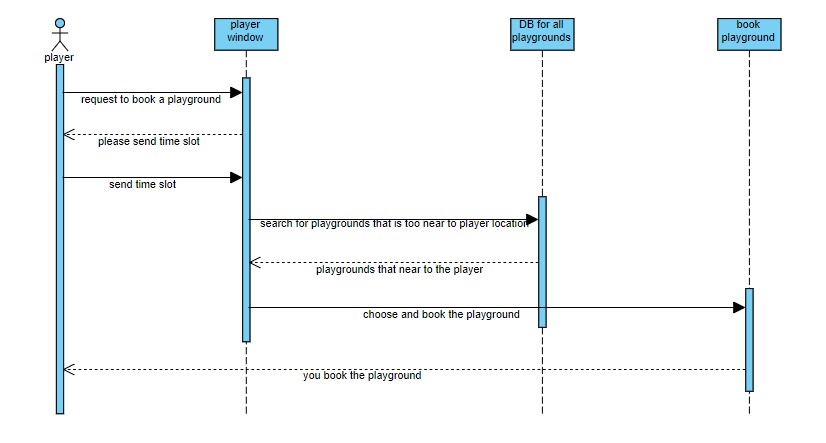 player
window
DB for all
playgrounds
book
playground
player
request to book a playground
please send time slot
send time slot
search for playgrounds that is too near to player location
playgrounds that near to the player
choose and book the playground
you book the playground